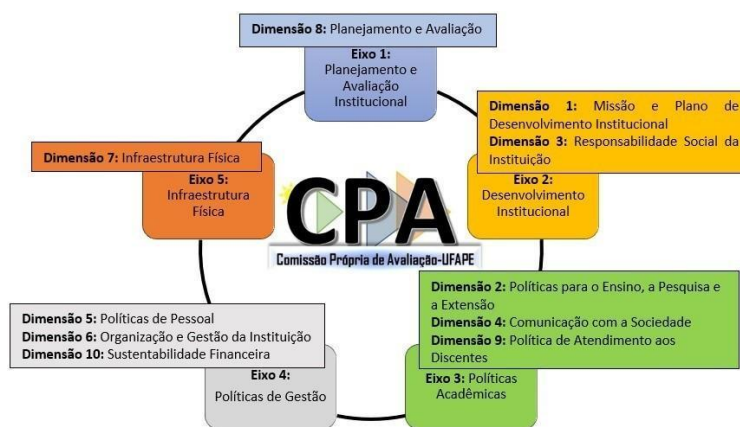 Dimensão 8: Planejamento e Avaliação
Eixo 1:
Planejamento e
Avaliação
Institucional
Dimensão 1: Missão e Plano de
Desenvolvimento Institucional
Dimensão 3: Responsabilidade Social da
Instituição
Eixo 2:
Desenvolvimento
Institucional
Dimensão 7: Infraestrutura Física
Eixo 5:
Infraestrutura
Física
CPA
Comissão Própria de Avaliação-UFAPE
Dimensão 2: Políticas para o Ensino, a Pesquisa e
a Extensão
Dimensão 4: Comunicação com a Sociedade
Dimensão 9: Política de Atendimento aos
Discentes
Eixo 3: Políticas
Acadêmicas
Dimensão 5: Políticas de Pessoal
Dimensão 6: Organização e Gestão da Instituição
Dimensão 10: Sustentabilidade Financeira
Eixo 4:
Políticas de Gestão